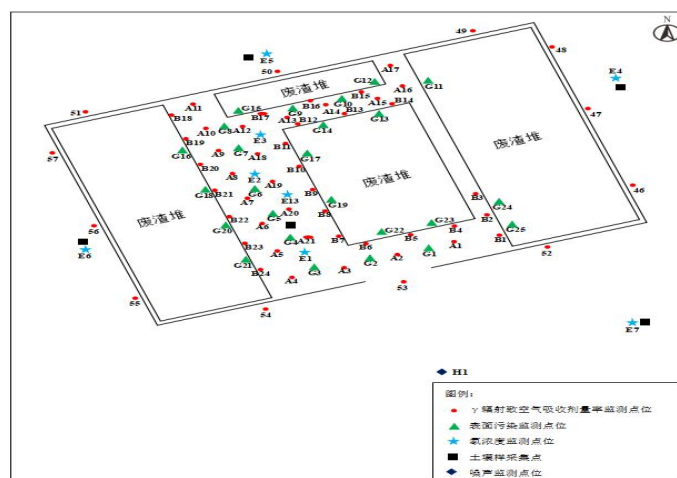 N
49
48
E5
50
E4
废渣堆
A17
G12
51
A11
G16
G9
B16
G10
B15
A15
A16
B14
G11
47
B18
A10
G8
A12
B17
A13
B12
A14
B13
G14
G13
废渣堆
57
B19
E3
B11
G16
A9
G7
A18
G17
B20
A8
E2
B10
废渣堆
46
G18
B21
A7
G6
A19
E13
B9
G19
B3
G24
废渣堆
56
B22
G20
A6
G5
A20
B8
G23
B2
G25
E6
B23
G4
A21
B7
G22
B5
B4
B1
52
G21
A5
E1
B6
G1
A1
B24
G3
A3
G2
A2
A4
55
54
53
E7
H1
图例：
γ辐射致空气吸收剂量率监测点位
表面污染监测点位
氡浓度监测点位
土壤样采集点
噪声监测点位